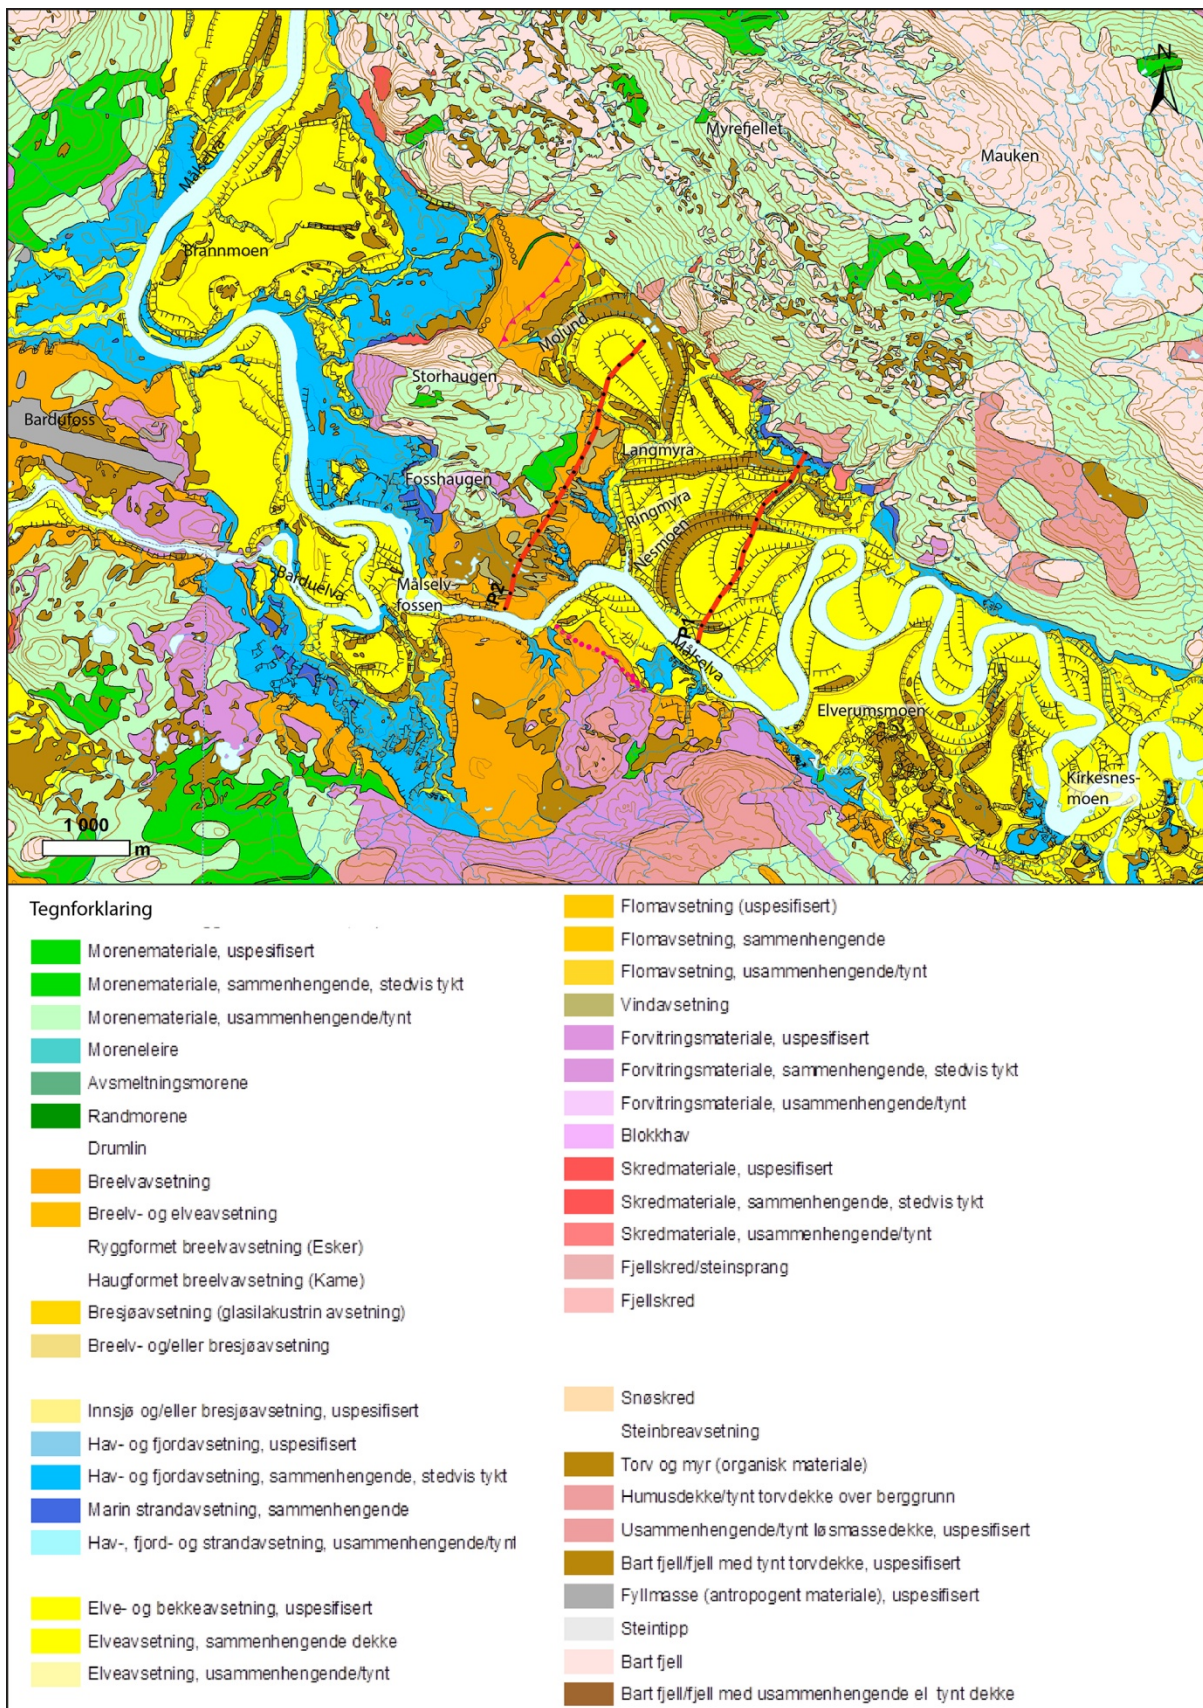 N
Myrefjellet
Mauken
Målselva
Brannmoen
Molund
Storhaugen
Bardufoss
Langmyra
Fosshaugen
Ringmyra
Nesmoen
Barduelva
Målselv-
fossen
P2
P1
Målselva
Elverumsmoen
Kirkesnes-
moen
1 000
m
Tegnforklaring
Morenemateriale, uspesifisert
Morenemateriale, sammenhengende, stedvis tykt
Morenemateriale, usammenhengende/tynt
Moreneleire
Avsmeltningsmorene
Randmorene
Drumlin
Breelvavsetning
Breelv- og elveavsetning
Ryggformet breelvavsetning (Esker)
Haugformet breelvavsetning (Kame)
Bresjøavsetning (glasilakustrin avsetning)
Breelv- og/eller bresjøavsetning
Innsjø og/eller bresjøavsetning, uspesifisert
Hav- og fjordavsetning, uspesifisert
Hav- og fjordavsetning, sammenhengende, stedvis tykt
Marin strandavsetning, sammenhengende
Hav-, fjord- og strandavsetning, usammenhengende/tynt
Elve- og bekkeavsetning, uspesifisert
Elveavsetning, sammenhengende dekke
Elveavsetning, usammenhengende/tynt
Flomavsetning (uspesifisert)
Flomavsetning, sammenhengende
Flomavsetning, usammenhengende/tynt
Vindavsetning
Forvitringsmateriale, uspesifisert
Forvitringsmateriale, sammenhengende, stedvis tykt
Forvitringsmateriale, usammenhengende/tynt
Blokkhav
Skredmateriale, uspesifisert
Skredmateriale, sammenhengende, stedvis tykt
Skredmateriale, usammenhengende/tynt
Fjellskred/steinsprang
Fjellskred
Snøskred
Steinbreavsetning
Torv og myr (organisk materiale)
Humusdekke/tynt torvdekke over berggrunn
Usammenhengende/tynt løsmassedekke, uspesifisert
Bart fjell/fjell med tynt torvdekke, uspesifisert
Fyllmasse (antropogent materiale), uspesifisert
Steintipp
Bart fjell
Bart fjell/fjell med usammenhengende el tynt dekke